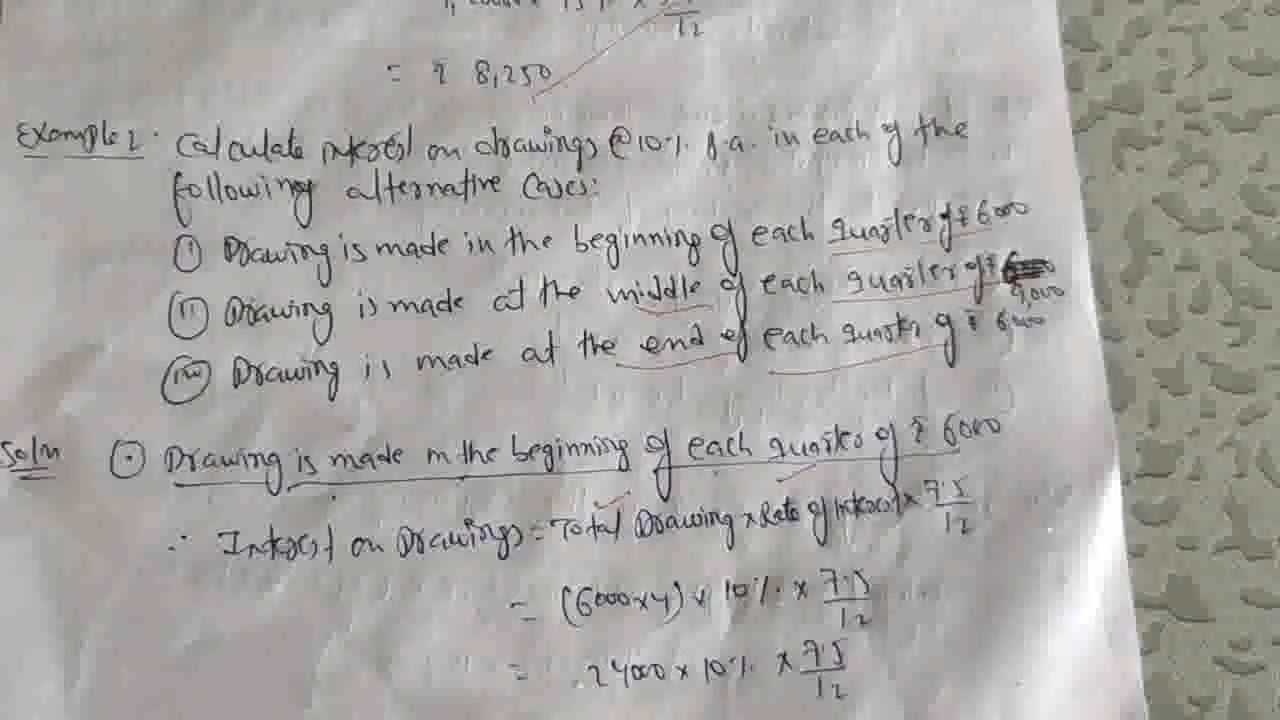 15% ×
12
= ₹ 8,250
Example 2. Calculate interest on drawings @ 10% p.a. in each of the
following alternative cases:
(i) Drawing is made in the beginning of each quarter of ₹ 6000
(ii) Drawing is made at the middle of each quarter of ₹
9,000
(iii) Drawing is made at the end of each quarter of ₹ 6000
Soln (i) Drawing is made in the beginning of each quarter of ₹ 6000
∴ Interest on Drawings = Total Drawing × Rate of Interest × 7.5/12
= (6000×4) × 10% × 7.5/12
= 24000 × 10% × 7.5/12